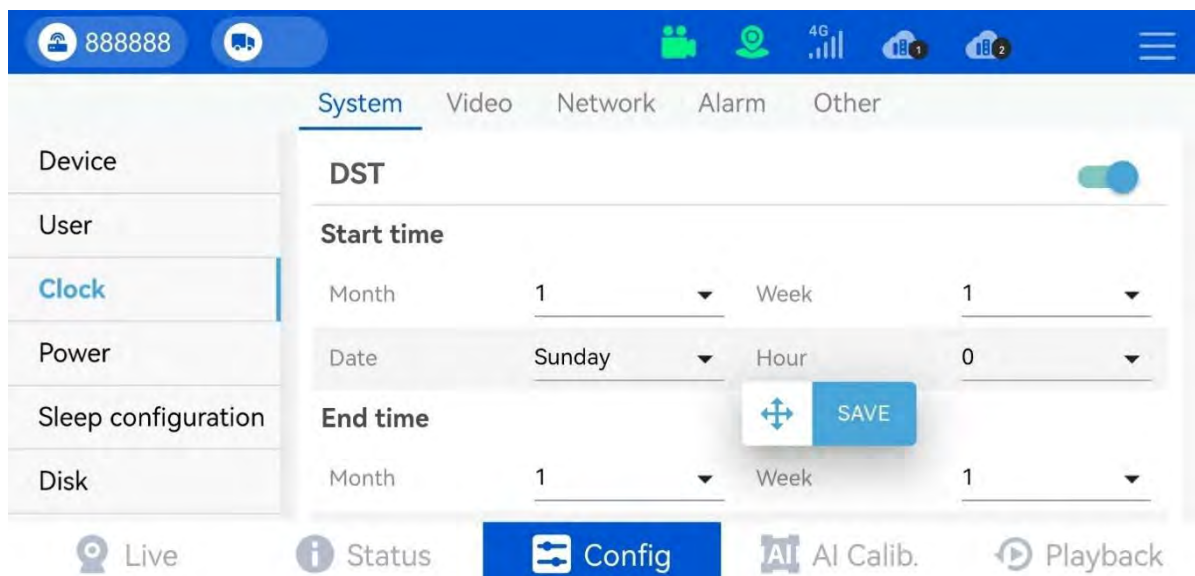 888888
4G
1
2
System Video Network Alarm Other
Device
User
Clock
Power
Sleep configuration
Disk
DST
Start time
Month 1 Week 1
Date Sunday Hour 0
End time
SAVE
Month 1 Week 1
Live Status Config AI AI Calib. Playback